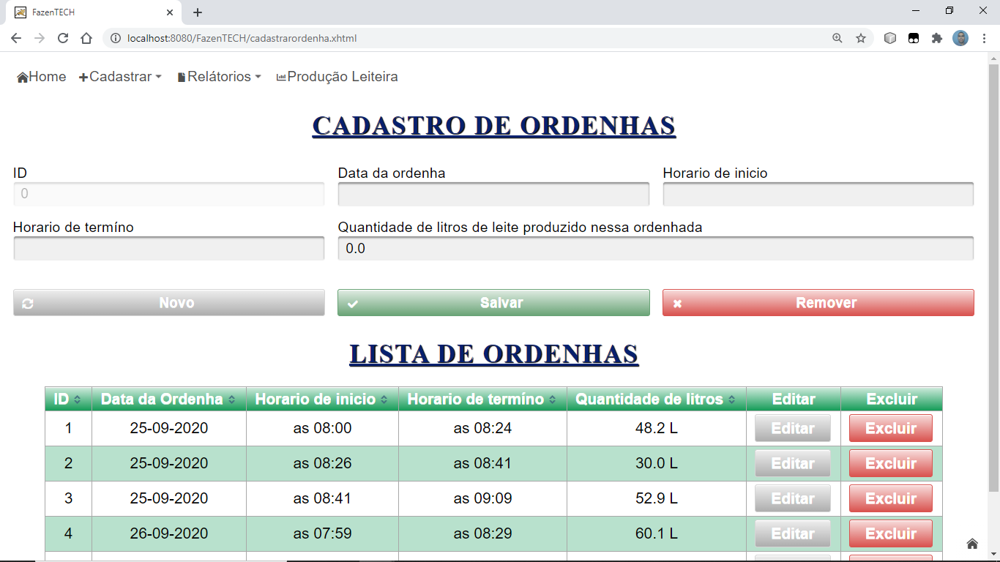 FazenTECH
localhost:8080/FazenTECH/cadastrarordenha.xhtml
Home Cadastrar Relátorios Produção Leiteira
CADASTRO DE ORDENHAS
ID Data da ordenha Horario de inicio
0
Horario de termíno Quantidade de litros de leite produzido nessa ordenhada
0.0
Novo Salvar Remover
LISTA DE ORDENHAS
ID Data da Ordenha Horario de inicio Horario de termíno Quantidade de litros Editar Excluir
1 25-09-2020 as 08:00 as 08:24 48.2 L Editar Excluir
2 25-09-2020 as 08:26 as 08:41 30.0 L Editar Excluir
3 25-09-2020 as 08:41 as 09:09 52.9 L Editar Excluir
4 26-09-2020 as 07:59 as 08:29 60.1 L Editar Excluir